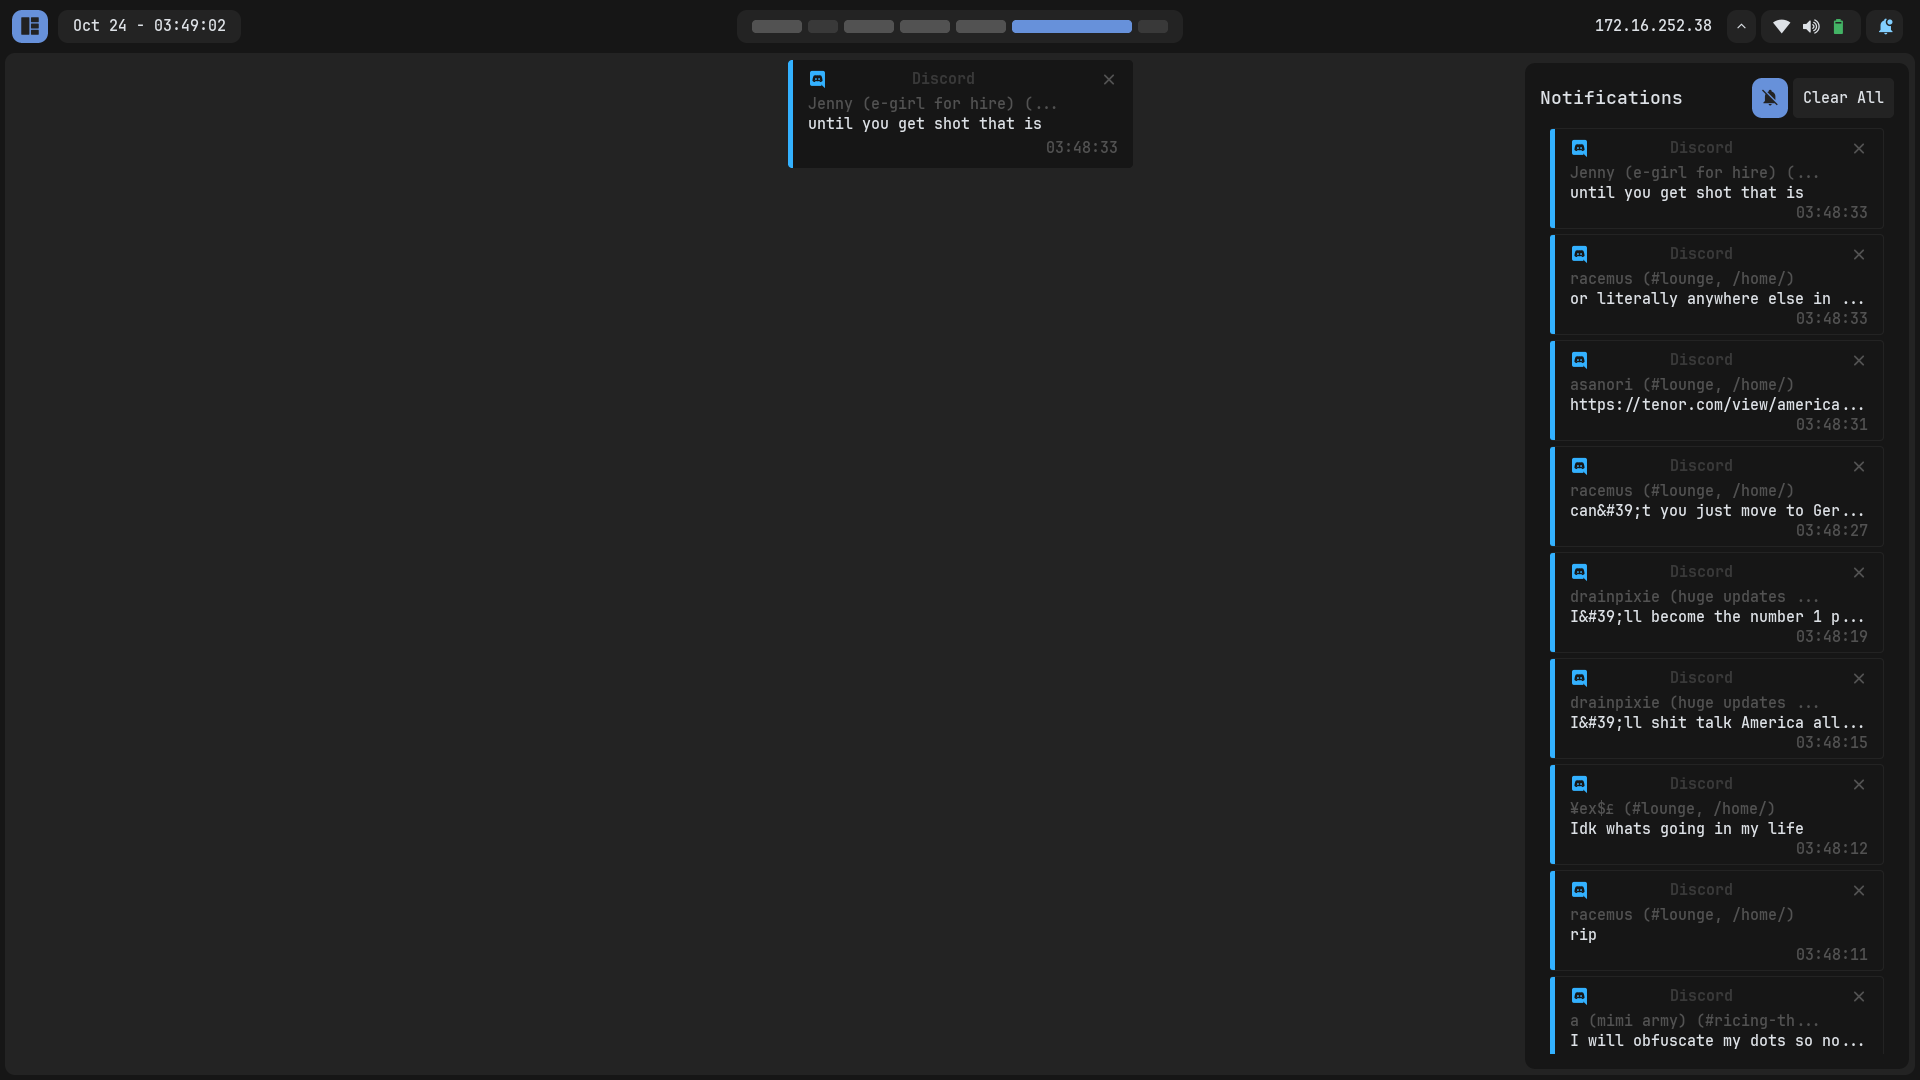 Oct 24 - 03:49:02
172.16.252.38
Discord
Jenny (e-girl for hire) (...
until you get shot that is
03:48:33
Notifications
Clear All
Discord
Jenny (e-girl for hire) (...
until you get shot that is
03:48:33
Discord
racemus (#lounge, /home/)
or literally anywhere else in ...
03:48:33
Discord
asanori (#lounge, /home/)
https://tenor.com/view/america...
03:48:31
Discord
racemus (#lounge, /home/)
can&#39;t you just move to Ger...
03:48:27
Discord
drainpixie (huge updates ...
I&#39;ll become the number 1 p...
03:48:19
Discord
drainpixie (huge updates ...
I&#39;ll shit talk America all...
03:48:15
Discord
¥ex$£ (#lounge, /home/)
Idk whats going in my life
03:48:12
Discord
racemus (#lounge, /home/)
rip
03:48:11
Discord
a (mimi army) (#ricing-th...
I will obfuscate my dots so no...